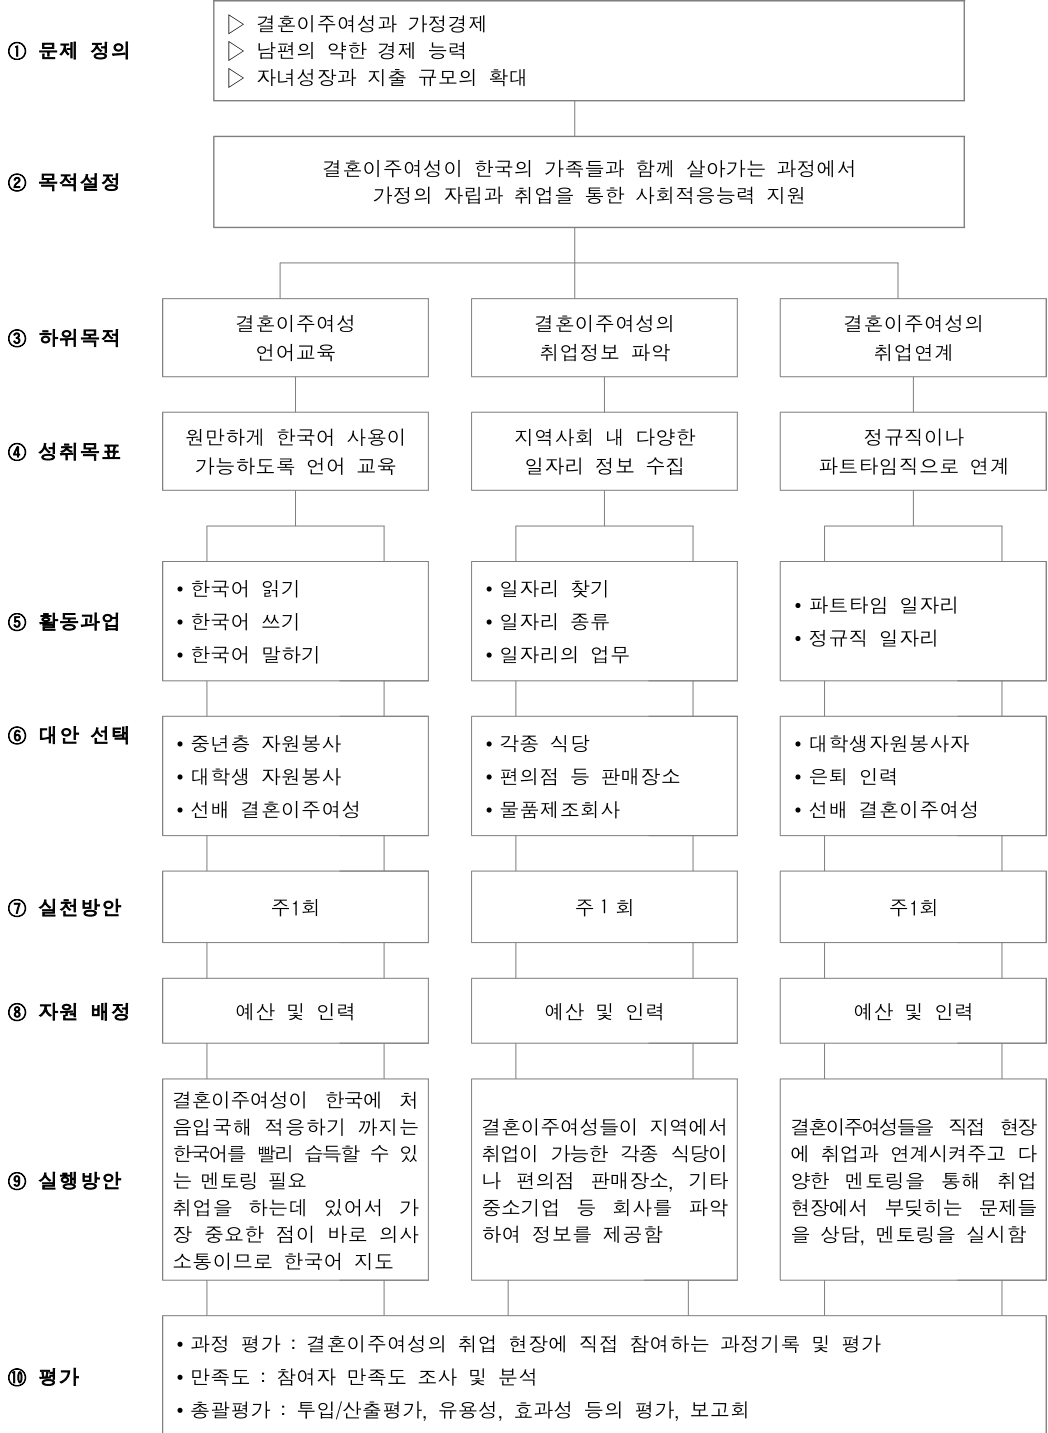 ① 문제 정의
▷ 결혼이주여성과 가정경제
▷ 남편의 약한 경제 능력
▷ 자녀성장과 지출 규모의 확대
② 목적설정
결혼이주여성이 한국의 가족들과 함께 살아가는 과정에서
가정의 자립과 취업을 통한 사회적응능력 지원
③ 하위목적
결혼이주여성
언어교육
결혼이주여성의
취업정보 파악
결혼이주여성의
취업연계
④ 성취목표
원만하게 한국어 사용이
가능하도록 언어 교육
지역사회 내 다양한
일자리 정보 수집
정규직이나
파트타임직으로 연계
⑤ 활동과업
• 한국어 읽기
• 한국어 쓰기
• 한국어 말하기
• 일자리 찾기
• 일자리 종류
• 일자리의 업무
• 파트타임 일자리
• 정규직 일자리
⑥ 대안 선택
• 중년층 자원봉사
• 대학생 자원봉사
• 선배 결혼이주여성
• 각종 식당
• 편의점 등 판매장소
• 물품제조회사
• 대학생자원봉사자
• 은퇴 인력
• 선배 결혼이주여성
⑦ 실천방안
주1회
주 1 회
주1회
⑧ 자원 배정
예산 및 인력
예산 및 인력
예산 및 인력
⑨ 실행방안
결혼이주여성이 한국에 처
음입국해 적응하기 까지는
한국어를 빨리 습득할 수 있
는 멘토링 필요
취업을 하는데 있어서 가
장 중요한 점이 바로 의사
소통이므로 한국어 지도
결혼이주여성들이 지역에서
취업이 가능한 각종 식당이
나 편의점 판매장소, 기타
중소기업 등 회사를 파악
하여 정보를 제공함
결혼이주여성들을 직접 현장
에 취업과 연계시켜주고 다
양한 멘토링을 통해 취업
현장에서 부딪히는 문제들
을 상담, 멘토링을 실시함
⑩ 평가
• 과정 평가 : 결혼이주여성의 취업 현장에 직접 참여하는 과정기록 및 평가
• 만족도 : 참여자 만족도 조사 및 분석
• 총괄평가 : 투입/산출평가, 유용성, 효과성 등의 평가, 보고회